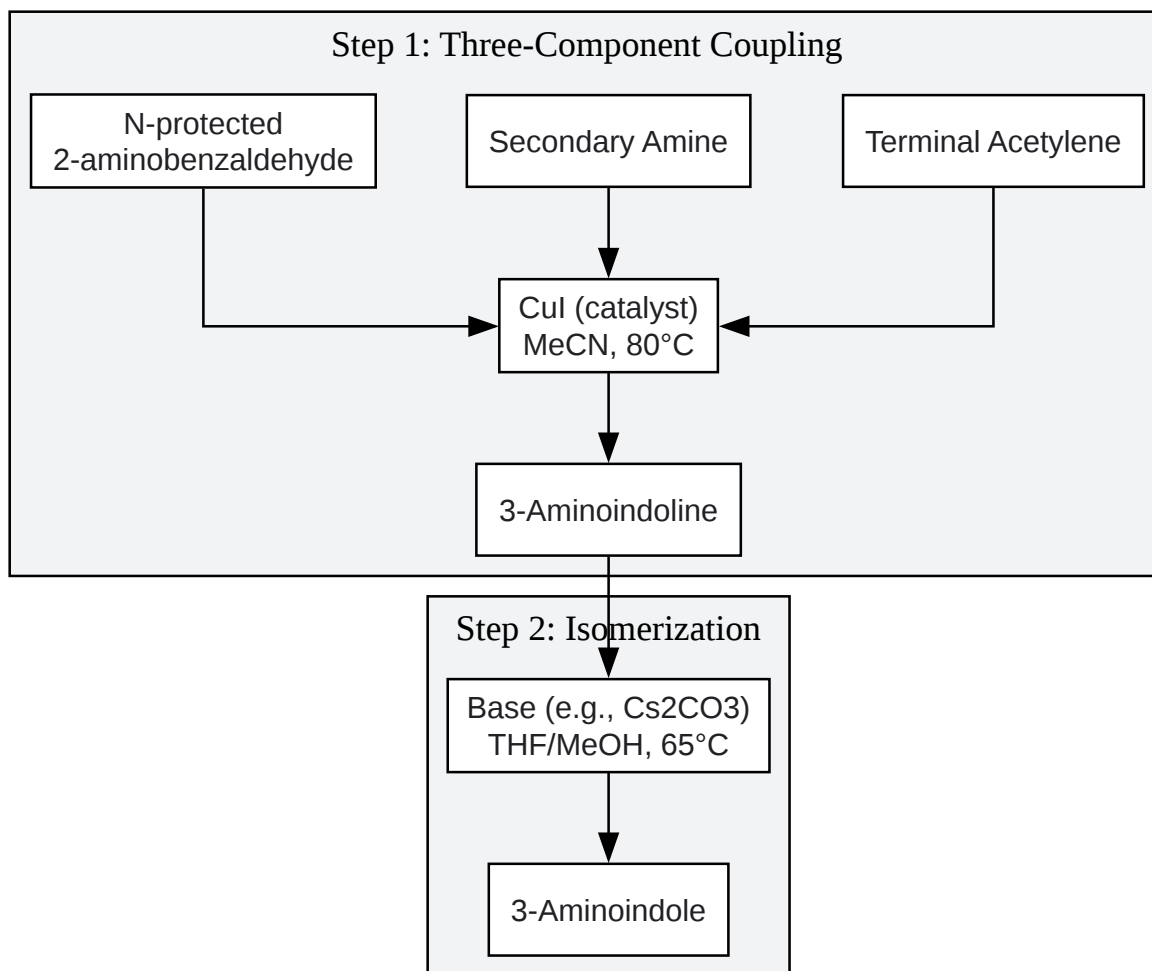 Step 1: Three-Component Coupling
N-protected
2-aminobenzaldehyde
Secondary Amine
Terminal Acetylene
CuI (catalyst)
MeCN, 80°C
3-Aminoindoline
Step 2: Isomerization
Base (e.g., Cs2CO3)
THF/MeOH, 65°C
3-Aminoindole